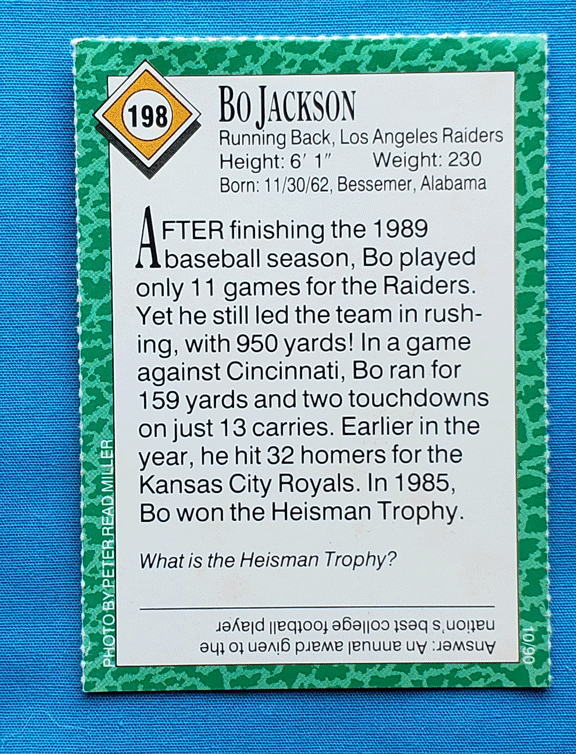 198
BO JACKSON
Running Back, Los Angeles Raiders
Height: 6' 1" Weight: 230
Born: 11/30/62, Bessemer, Alabama
AFTER finishing the 1989
baseball season, Bo played
only 11 games for the Raiders.
Yet he still led the team in rush-
ing, with 950 yards! In a game
against Cincinnati, Bo ran for
159 yards and two touchdowns
on just 13 carries. Earlier in the
year, he hit 32 homers for the
Kansas City Royals. In 1985,
Bo won the Heisman Trophy.
What is the Heisman Trophy?
Answer: An annual award given to the
nation's best college football player
PHOTO BY PETER READ MILLER
10/90